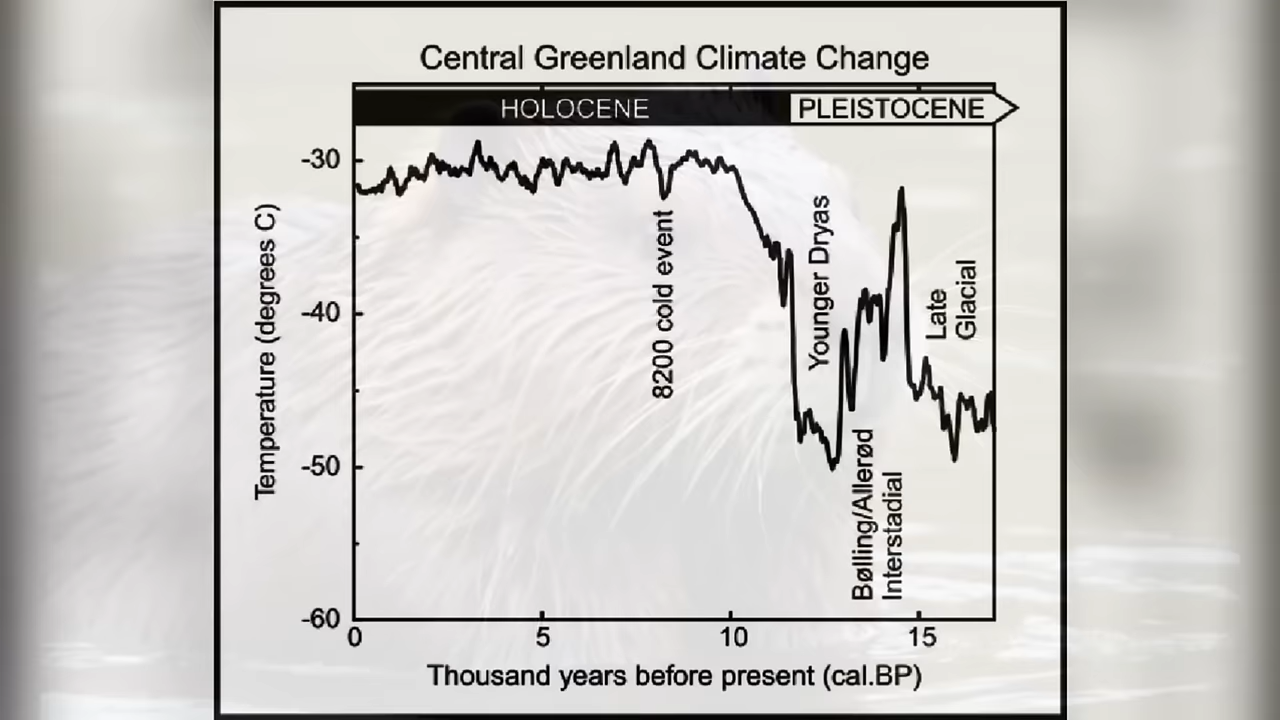 Central Greenland Climate Change
HOLOCENE
PLEISTOCENE
-30
-40
-50
-60
Temperature (degrees C)
8200 cold event
Younger Dryas
Bølling/Allerød
Interstadial
Late
Glacial
0
5
10
15
Thousand years before present (cal.BP)